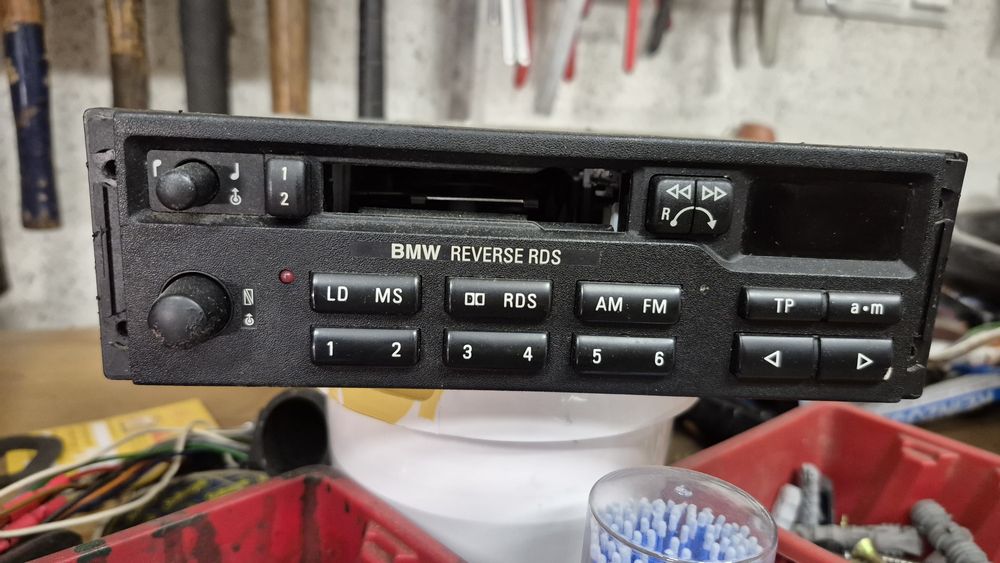 1
2
R
BMW REVERSE RDS
LD MS
RDS
AM FM
TP
a•m
1 2
3 4
5 6